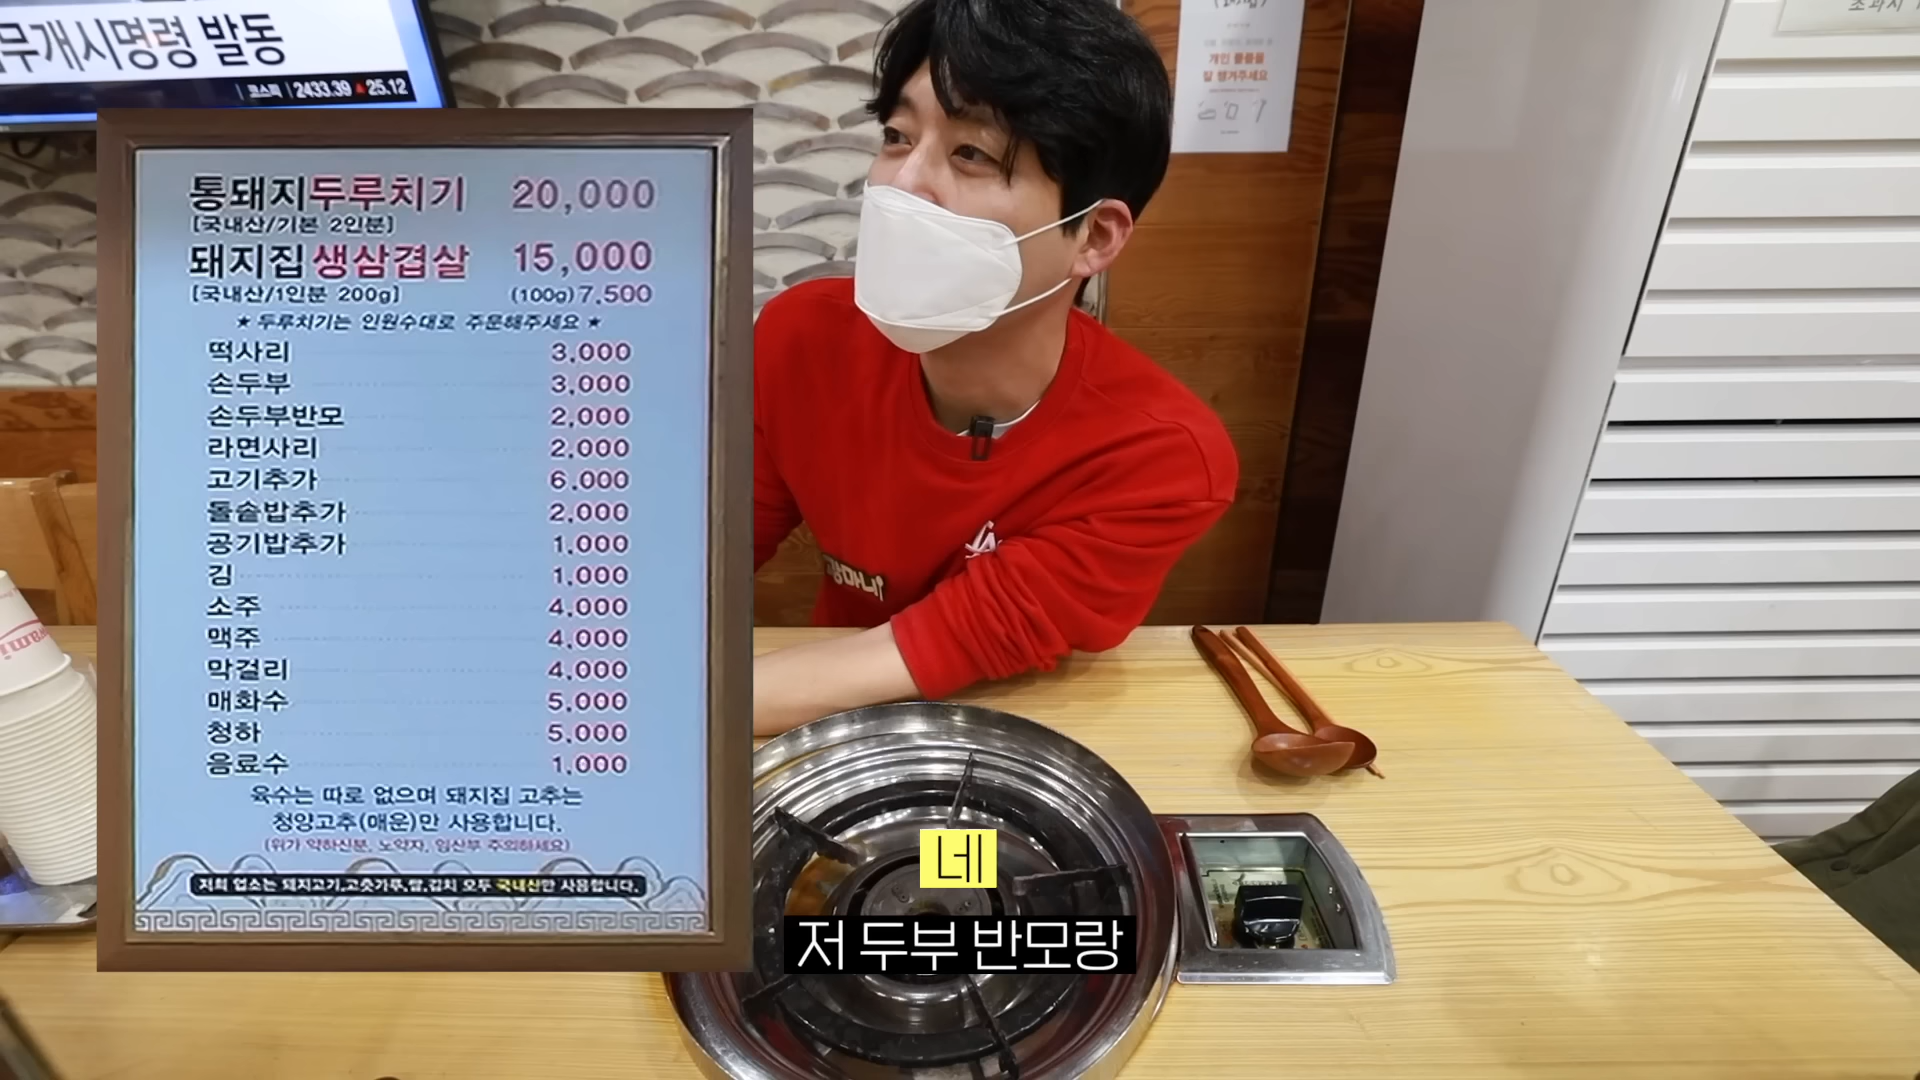 무개시명령 발동
코스피 2433.39 ▲ 25.12
개인 물품을
잘 챙겨주세요
통돼지두루치기 20,000
[국내산/기본 2인분]
돼지집 생삼겹살 15,000
[국내산/1인분 200g] (100g) 7,500
★ 두루치기는 인원수대로 주문해주세요 ★
떡사리 3,000
손두부 3,000
손두부반모 2,000
라면사리 2,000
고기추가 6,000
돌솥밥추가 2,000
공기밥추가 1,000
김 1,000
소주 4,000
맥주 4,000
막걸리 4,000
매화수 5,000
청하 5,000
음료수 1,000
육수는 따로 없으며 돼지집 고추는
청양고추(매운)만 사용합니다.
(위가 약하신분, 노약자, 임산부 주의하세요)
저희 업소는 돼지고기,고춧가루,쌀,김치 모두 국내산만 사용합니다.
네
저 두부 반모랑